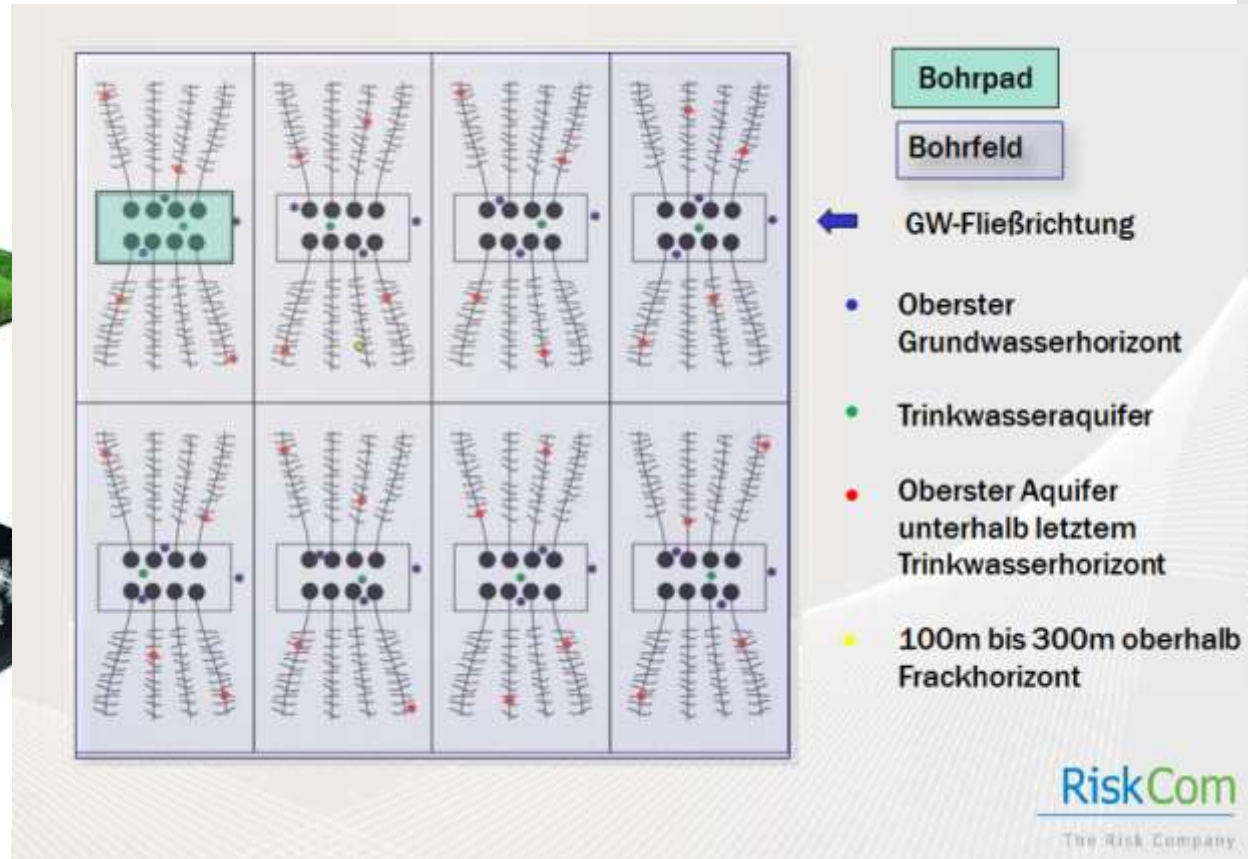 Bohrpad
Bohrfeld
GW-Fließrichtung
Oberster
Grundwasserhorizont
Trinkwasseraquifer
Oberster Aquifer
unterhalb letztem
Trinkwasserhorizont
100m bis 300m oberhalb
Frackhorizont
RiskCom
The Risk Company